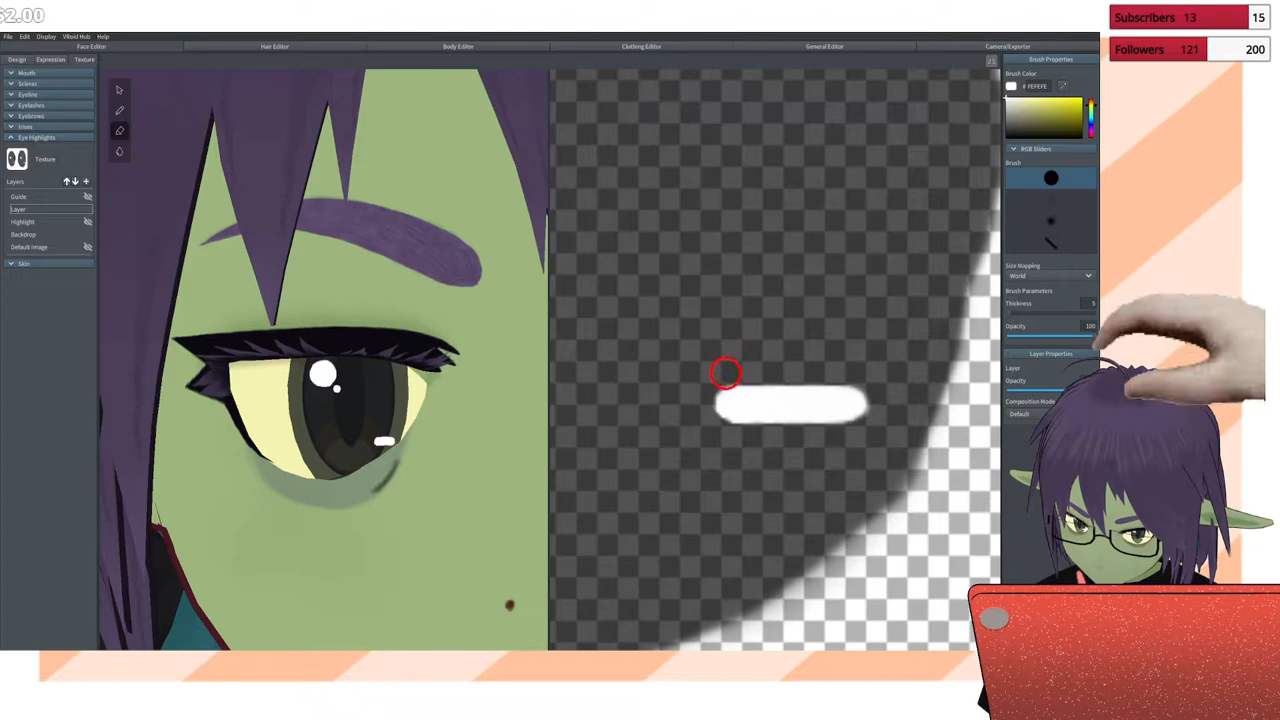 $2.00
Subscribers 13 15
Followers 121 200
File Edit Display VRoid Hub Help
Face Editor Hair Editor Body Editor Clothing Editor General Editor Camera/Exporter
Design Expression Texture
Mouth
Scleras
Eyeline
Eyelashes
Eyebrows
Irises
Eye Highlights
Texture
Layers
Guide
Layer
Highlight
Backdrop
Default Image
Skin
Brush Properties
Brush Color
# FEFEFE
RGB Sliders
Brush
Size Mapping
World
Brush Parameters
Thickness 5
Opacity 100
Layer Properties
Layer
Opacity
Composition Mode
Default